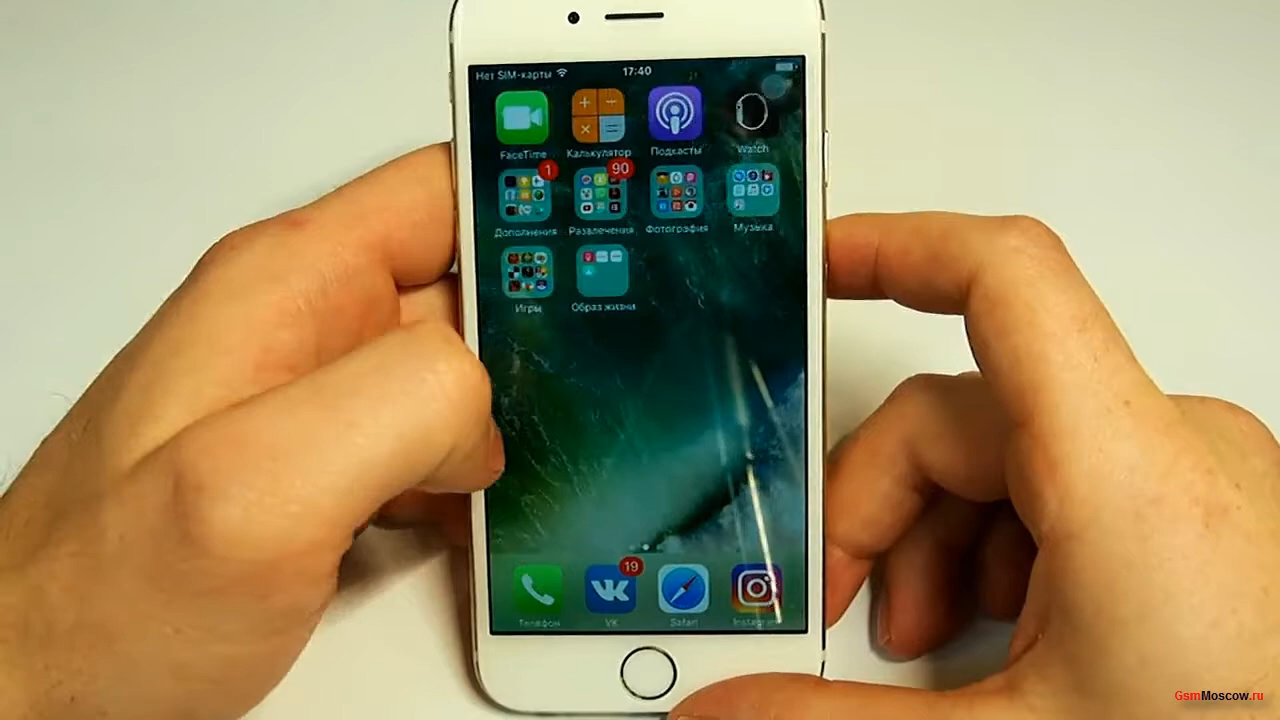 Нет SIM-карты 17:40
FaceTime Калькулятор Подкасты Watch
1 90
Дополнения Развлечения Фотография Музыка
Игры Образ жизни
19
Телефон VK Safari Instagram
GsmMoscow.ru